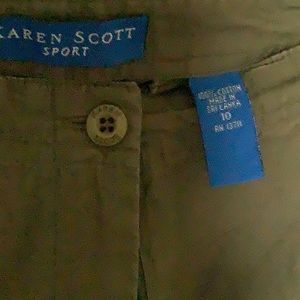 KAREN SCOTT
SPORT
100% COTTON
MADE IN
SRI LANKA
10